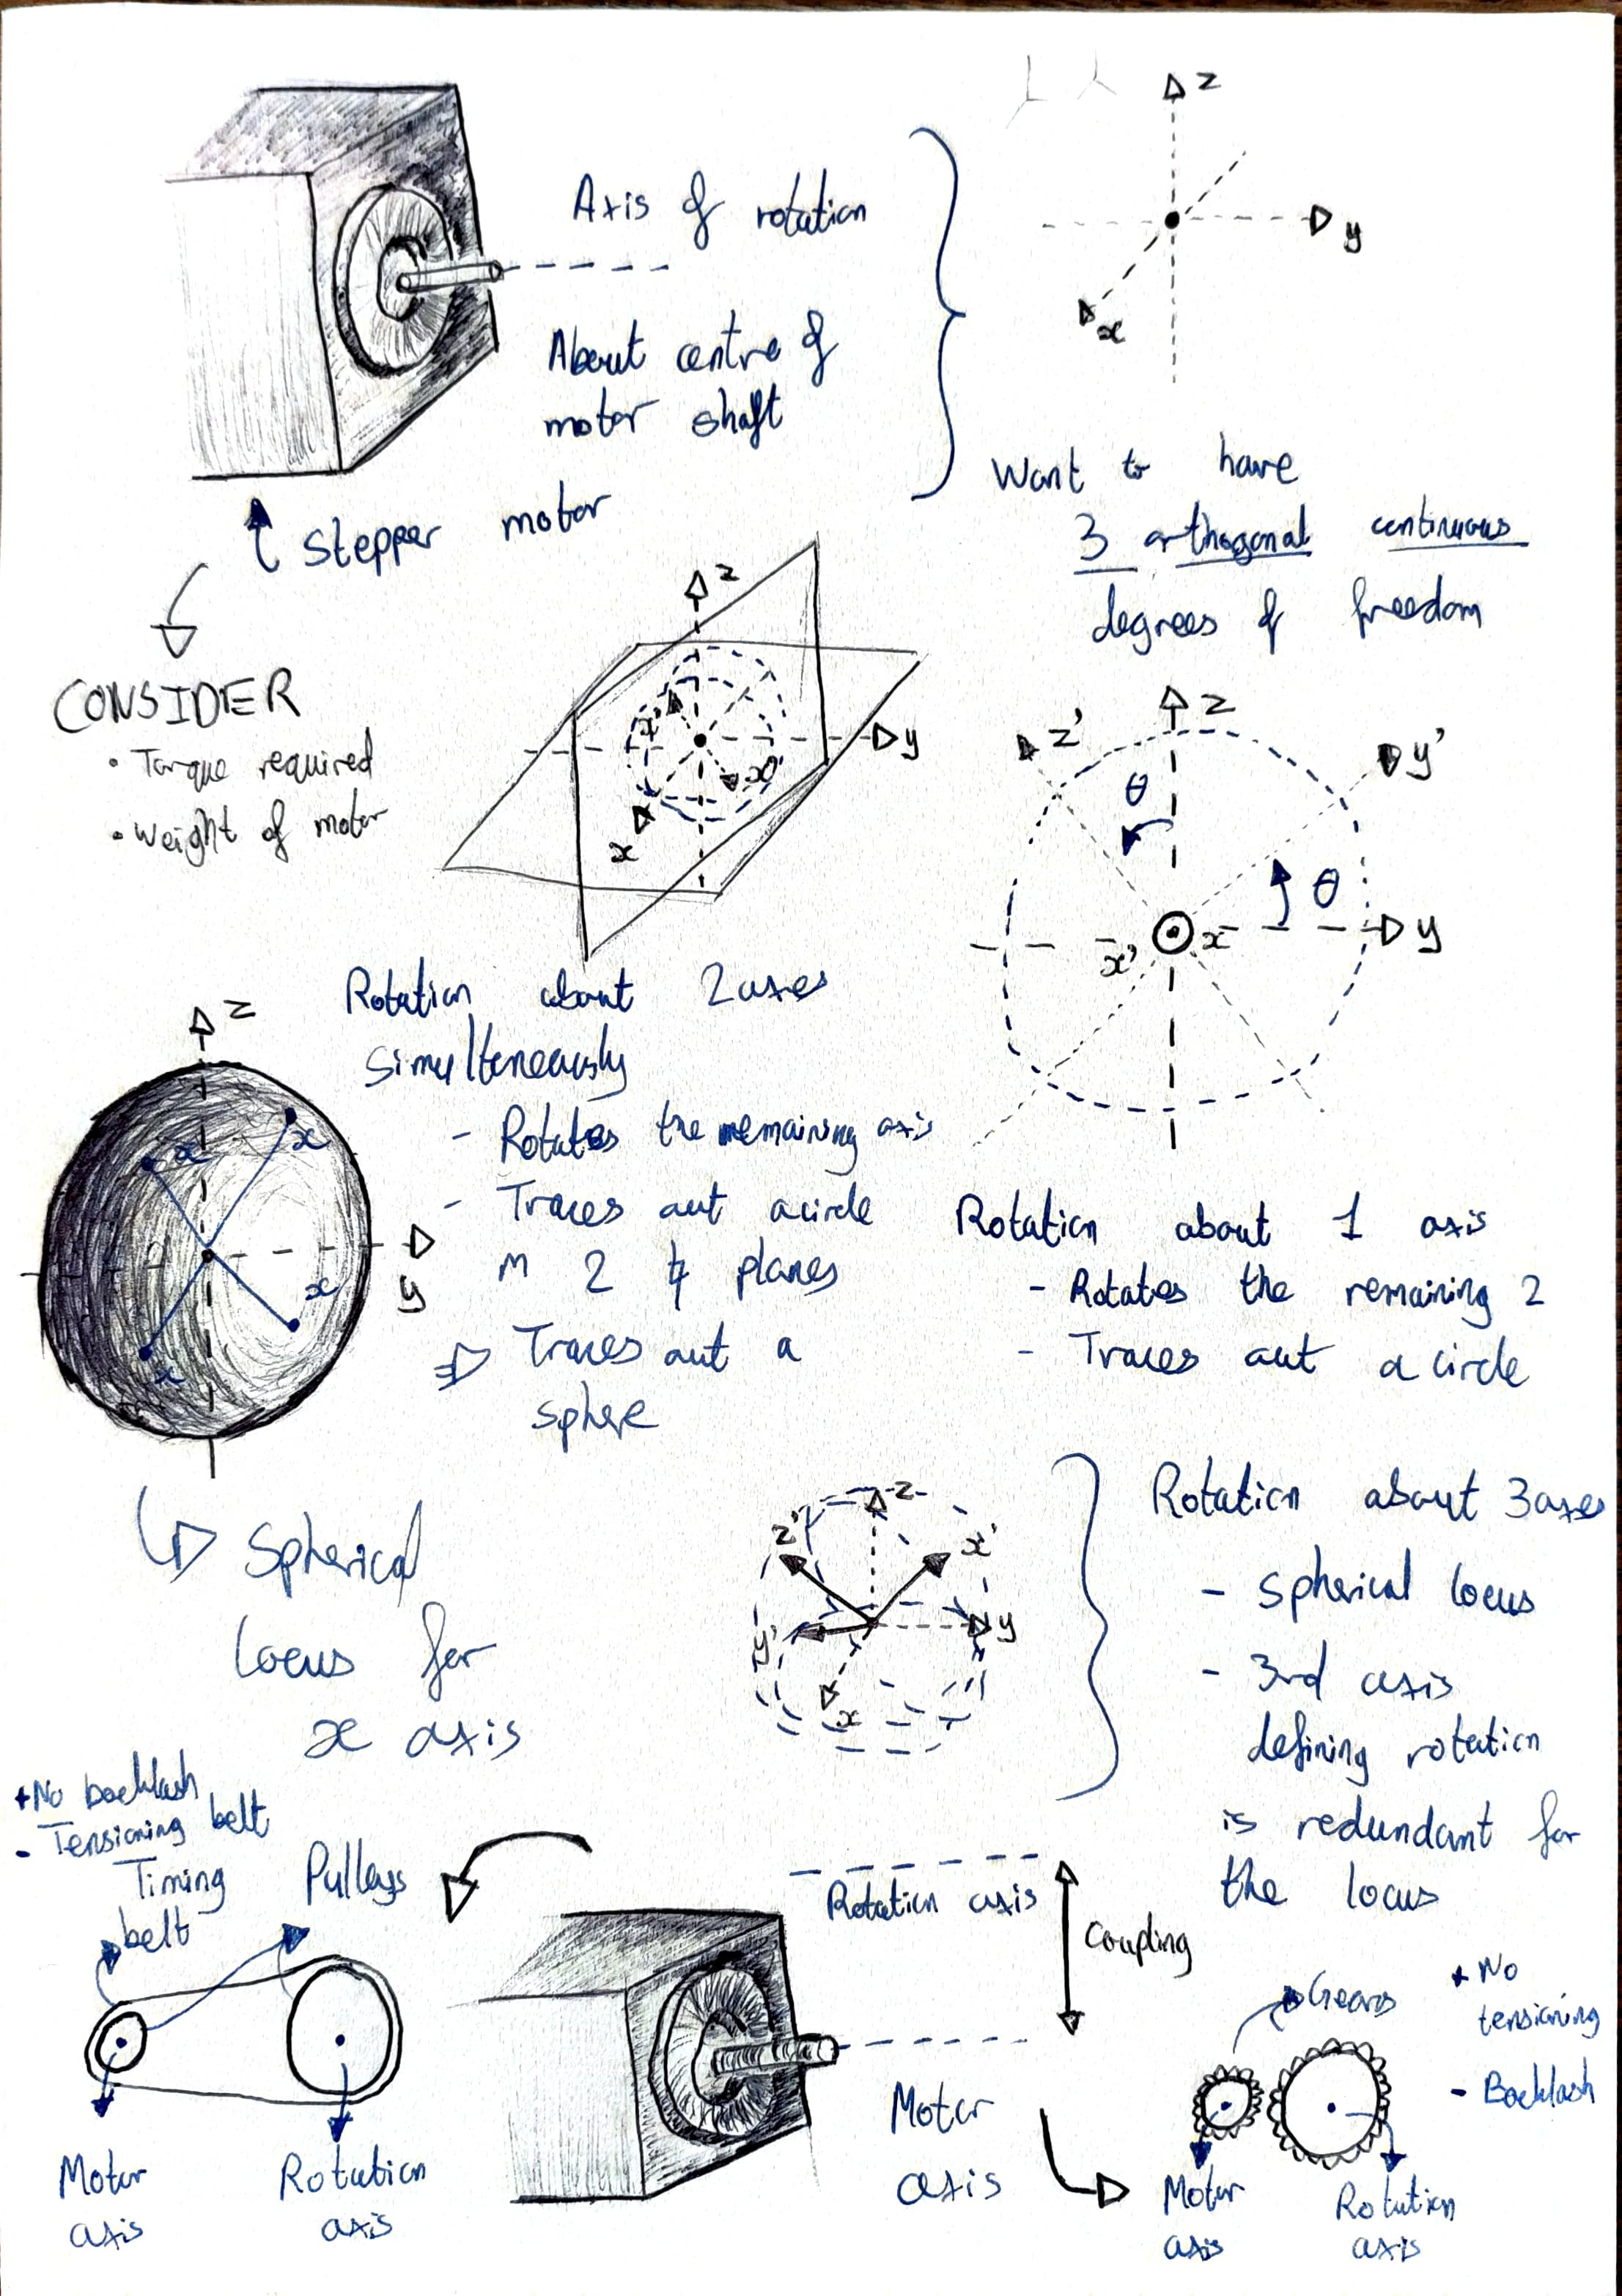 z
y
x
Axis of rotation
About centre of
motor shaft
Stepper motor
Want to have
3 orthogonal continuous
degrees of freedom
CONSIDER
• Torque required
• Weight of motor
z
y
x'
x'
x
z
z'
y'
θ
θ
y
x'
x
Rotation about 2 axes
simultaneously
- Rotates the remaining axis
- Traces out a circle
in 2 ≠ planes
⇒ Traces out a
sphere
z
x
x
y
x
x
Rotation about 1 axis
- Rotates the remaining 2
- Traces out a circle
Spherical
locus for
x axis
z
z'
x'
y'
y
x
Rotation about 3 axes
- Spherical locus
- 3rd axis
defining rotation
is redundant for
the locus
+ No backlash
- Tensioning belt
Timing
belt
Pulleys
Motor
axis
Rotation
axis
Rotation axis
Coupling
Motor
axis
Gears
+ No
tensioning
- Backlash
Motor
axis
Rotation
axis